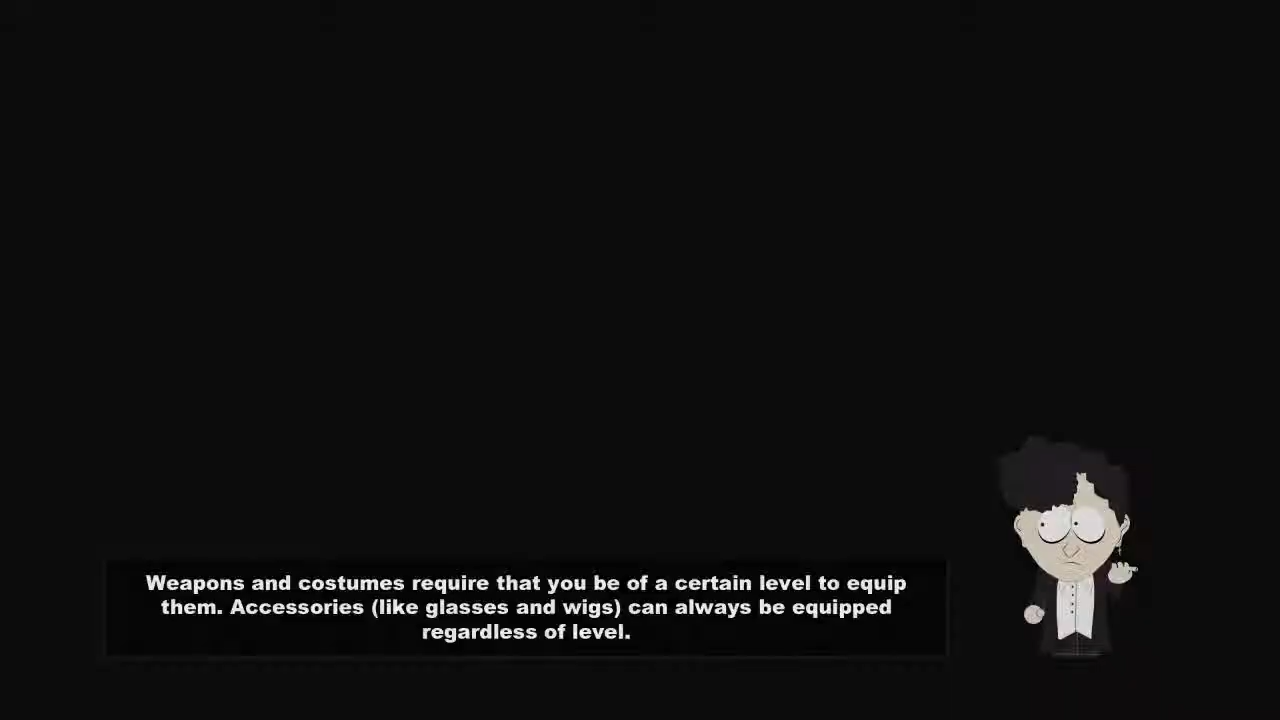 Weapons and costumes require that you be of a certain level to equip
them. Accessories (like glasses and wigs) can always be equipped
regardless of level.